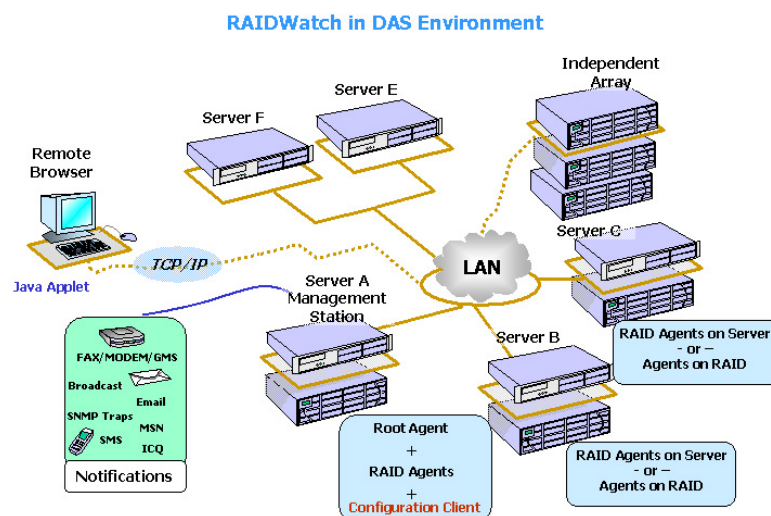 RAIDWatch in DAS Environment
Independent
Array
Server E
Server F
Remote
Browser
Server C
TCP/IP
LAN
Java Applet
Server A
Management
Station
Server B
RAID Agents on Server
- or –
Agents on RAID
FAX/MODEM/GMS
Broadcast
Email
SNMP Traps
MSN
SMS
ICQ
Notifications
Root Agent
+
RAID Agents
+
Configuration Client
RAID Agents on Server
- or –
Agents on RAID